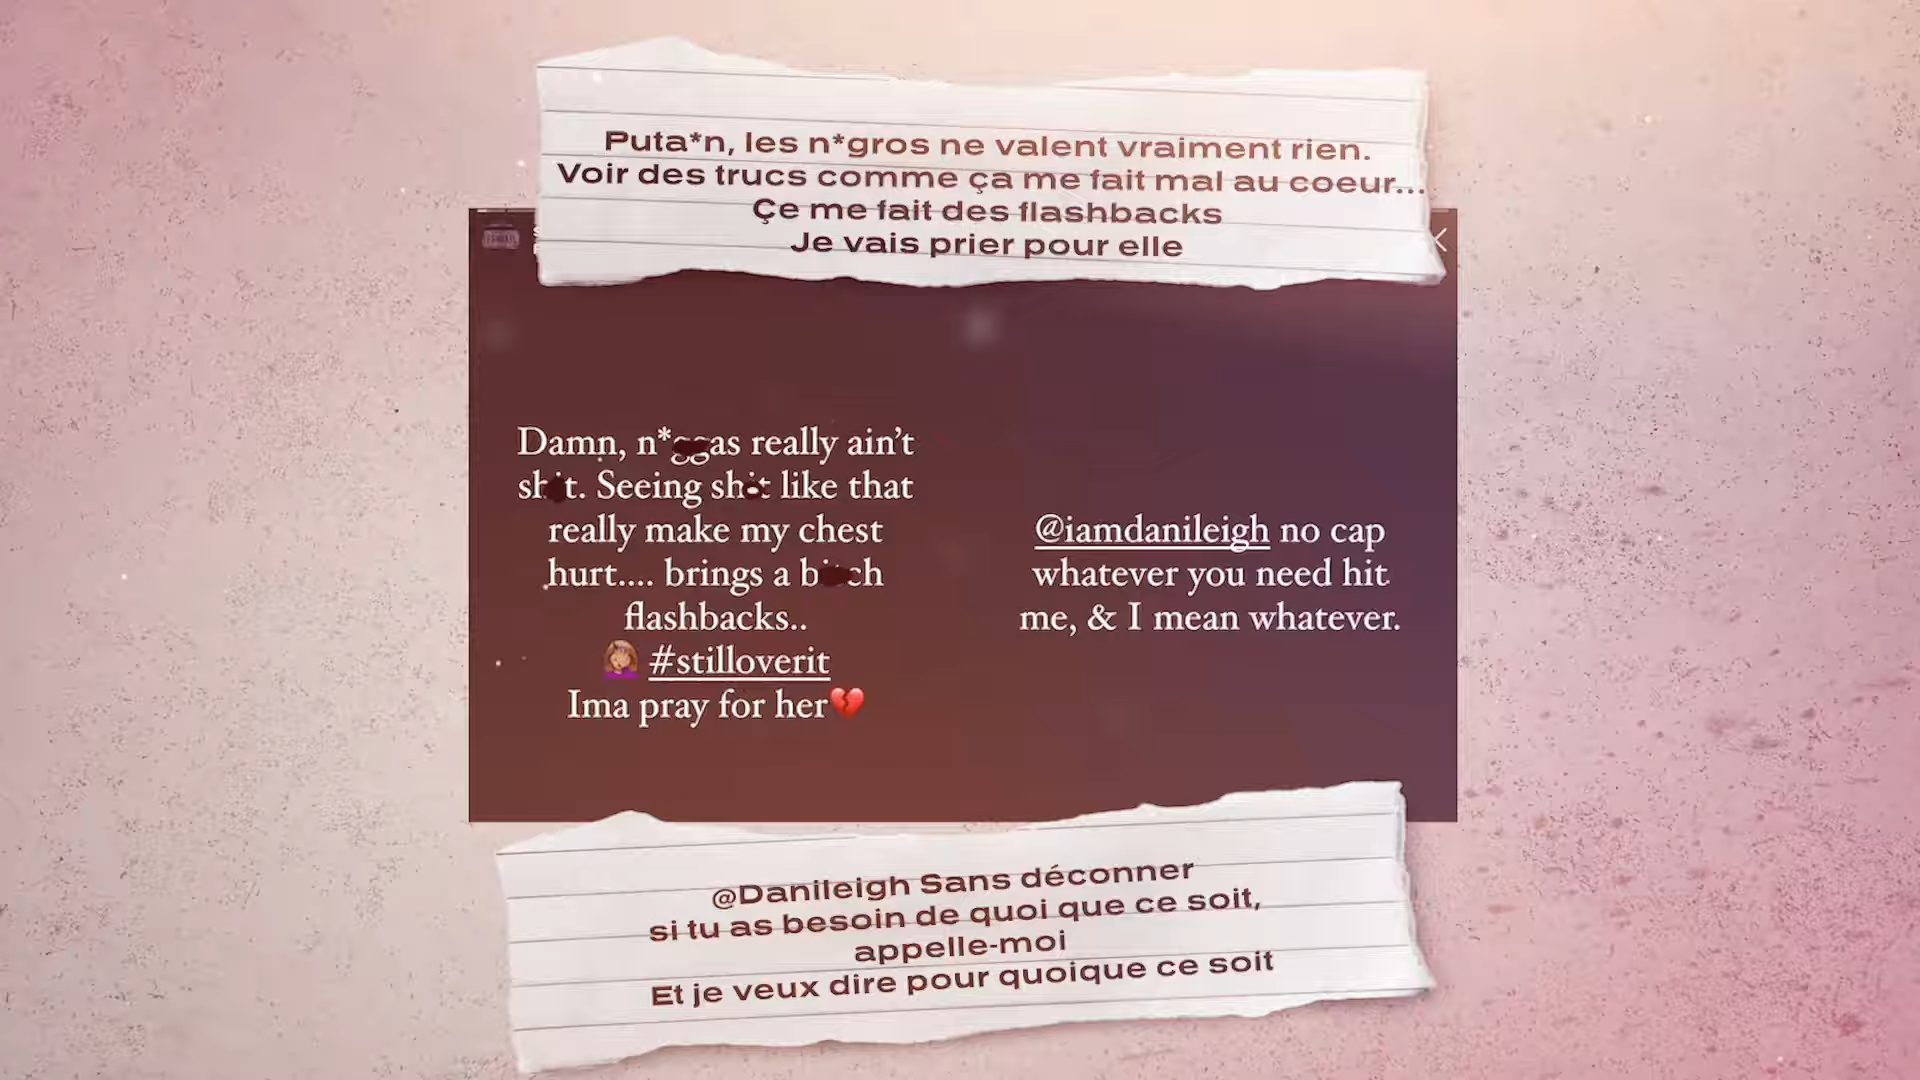 Puta*n, les n*gros ne valent vraiment rien.
Voir des trucs comme ça me fait mal au coeur...
Çe me fait des flashbacks
Je vais prier pour elle
Damn, n*ggas really ain't
sh*t. Seeing shit like that
really make my chest
hurt.... brings a bitch
flashbacks..
🤦🏽‍♀️ #stilloverit
Ima pray for her💔
@iamdanileigh no cap
whatever you need hit
me, & I mean whatever.
@Danileigh Sans déconner
si tu as besoin de quoi que ce soit,
appelle-moi
Et je veux dire pour quoique ce soit